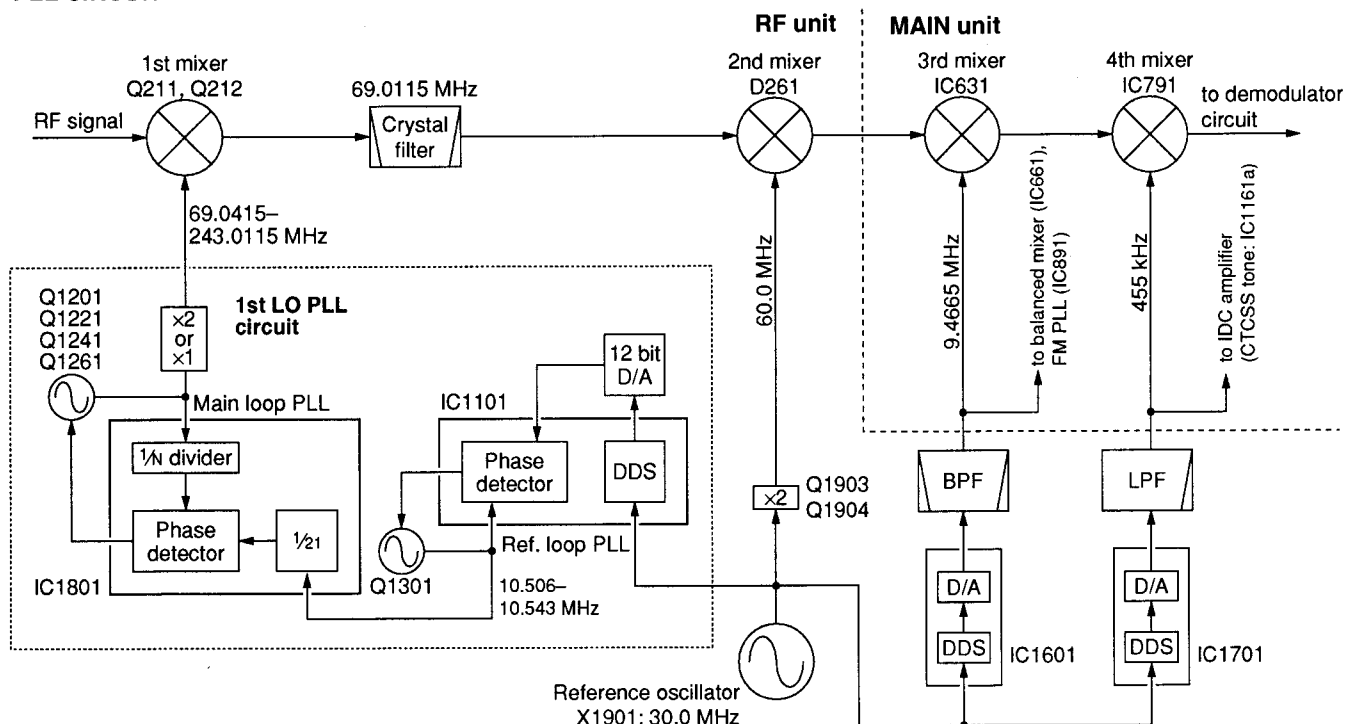 RF unit
MAIN unit
1st mixer
Q211, Q212
69.0115 MHz
2nd mixer
D261
3rd mixer
IC631
4th mixer
IC791
RF signal
Crystal
filter
to demodulator
circuit
69.0415–
243.0115 MHz
60.0 MHz
9.4665 MHz
to balanced mixer (IC661),
FM PLL (IC891)
455 kHz
to IDC amplifier
(CTCSS tone: IC1161a)
Q1201
Q1221
Q1241
Q1261
×2
or
×1
1st LO PLL
circuit
12 bit
D/A
Main loop PLL
IC1101
1/N divider
Phase
detector
DDS
Phase
detector
1/21
Ref. loop PLL
×2
Q1903
Q1904
BPF
LPF
IC1801
Q1301
10.506–
10.543 MHz
D/A
DDS
IC1601
D/A
DDS
IC1701
Reference oscillator
X1901: 30.0 MHz